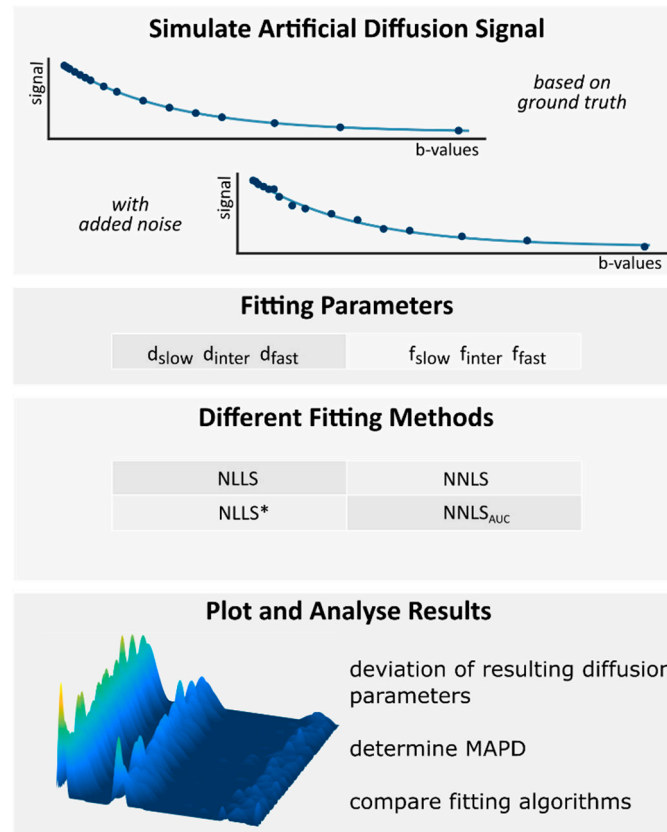 Simulate Artificial Diffusion Signal
signal
based on
ground truth
b-values
with
added noise
signal
b-values
Fitting Parameters
dslow dinter dfast
fslow finter ffast
Different Fitting Methods
NLLS
NNLS
NLLS*
NNLSAUC
Plot and Analyse Results
deviation of resulting diffusion
parameters
determine MAPD
compare fitting algorithms